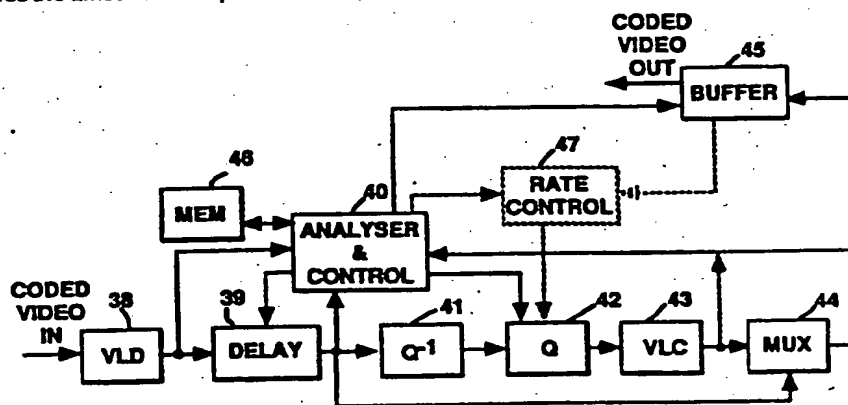 CODED
VIDEO
OUT
45
BUFFER
47
RATE
CONTROL
46
MEM
40
ANALYSER
&
CONTROL
CODED
VIDEO
IN
38
VLD
39
DELAY
41
Q-1
42
Q
43
VLC
44
MUX